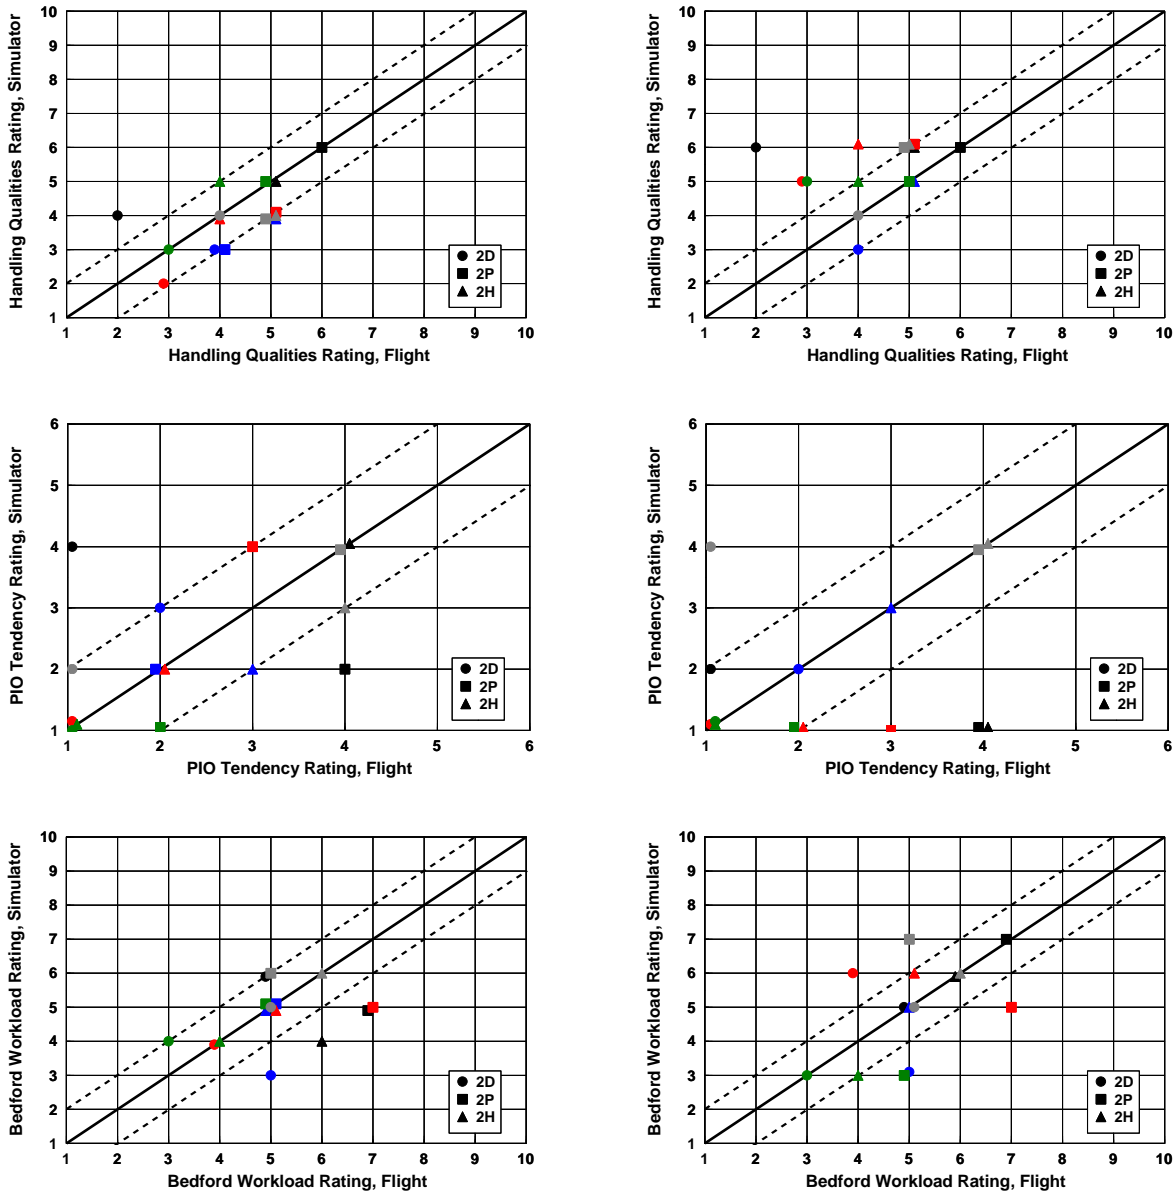 Handling Qualities Rating, Simulator
10
9
8
7
6
5
4
3
2
1
2D
2P
2H
1 2 3 4 5 6 7 8 9 10
Handling Qualities Rating, Flight
Handling Qualities Rating, Simulator
10
9
8
7
6
5
4
3
2
1
2D
2P
2H
1 2 3 4 5 6 7 8 9 10
Handling Qualities Rating, Flight
PIO Tendency Rating, Simulator
6
5
4
3
2
1
2D
2P
2H
1 2 3 4 5 6
PIO Tendency Rating, Flight
PIO Tendency Rating, Simulator
6
5
4
3
2
1
2D
2P
2H
1 2 3 4 5 6
PIO Tendency Rating, Flight
Bedford Workload Rating, Simulator
10
9
8
7
6
5
4
3
2
1
2D
2P
2H
1 2 3 4 5 6 7 8 9 10
Bedford Workload Rating, Flight
Bedford Workload Rating, Simulator
10
9
8
7
6
5
4
3
2
1
2D
2P
2H
1 2 3 4 5 6 7 8 9 10
Bedford Workload Rating, Flight